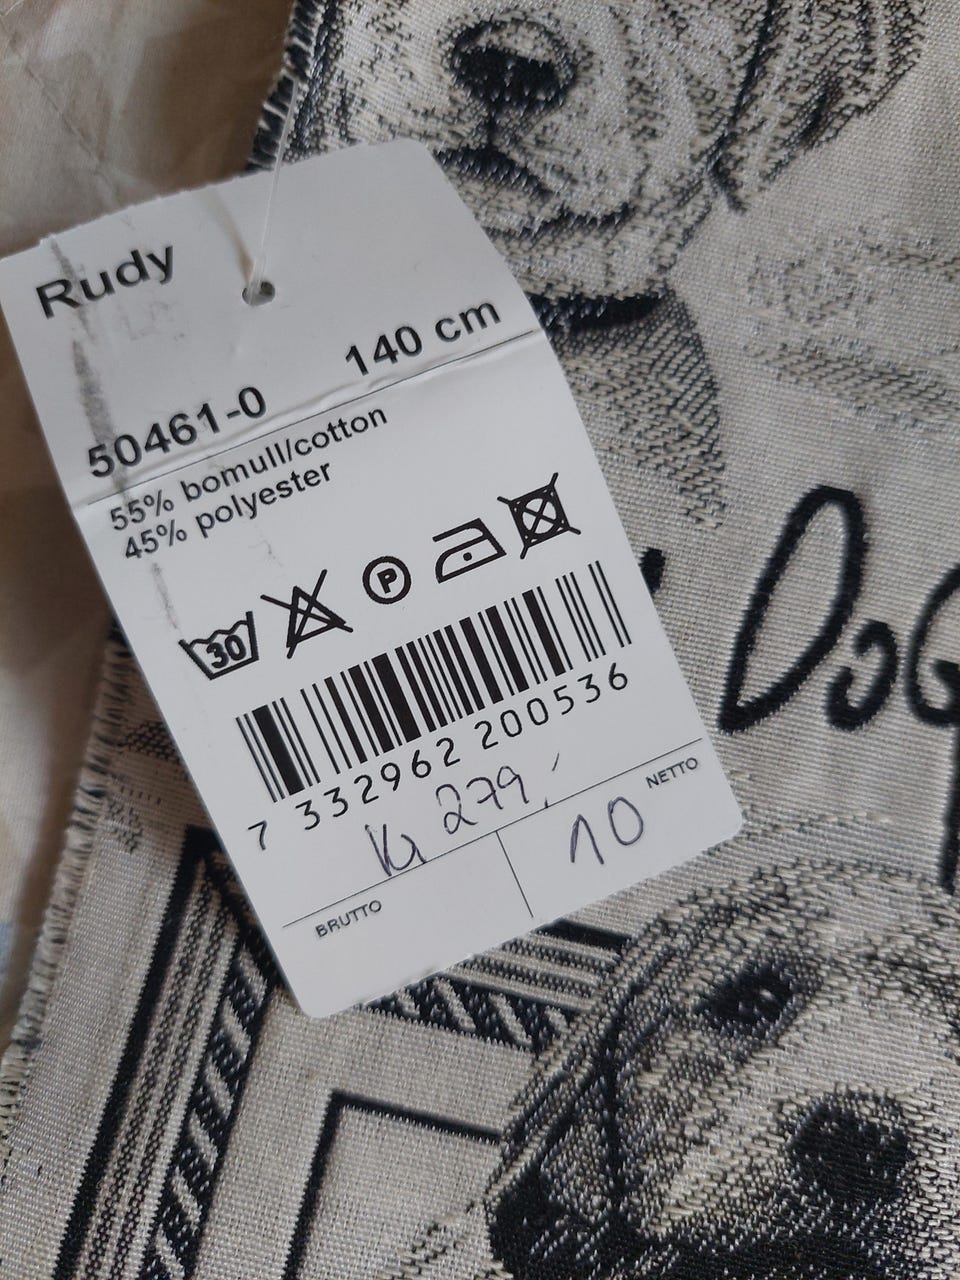 Rudy
140 cm
50461-0
55% bomull/cotton
45% polyester
30
P
7 332962 200536
Kr 279,-
NETTO
10
BRUTTO
Dog